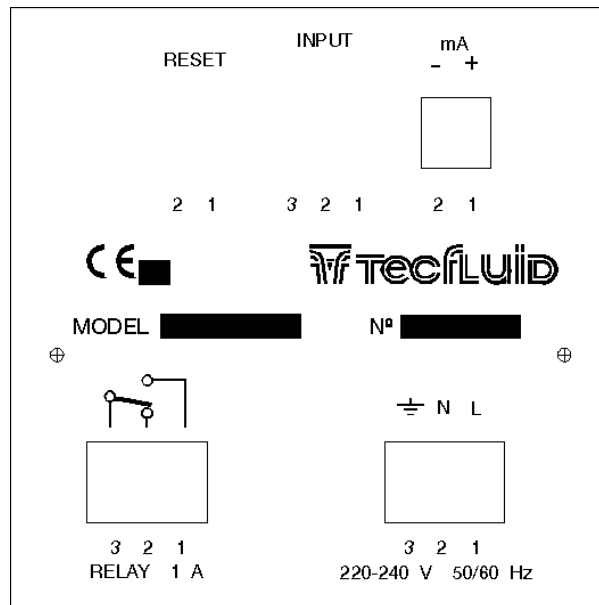 INPUT
RESET
mA
- +
2 1
3 2 1
2 1
CE
TECFLUID
MODEL
Nº
N L
3 2 1
RELAY 1 A
3 2 1
220-240 V 50/60 Hz